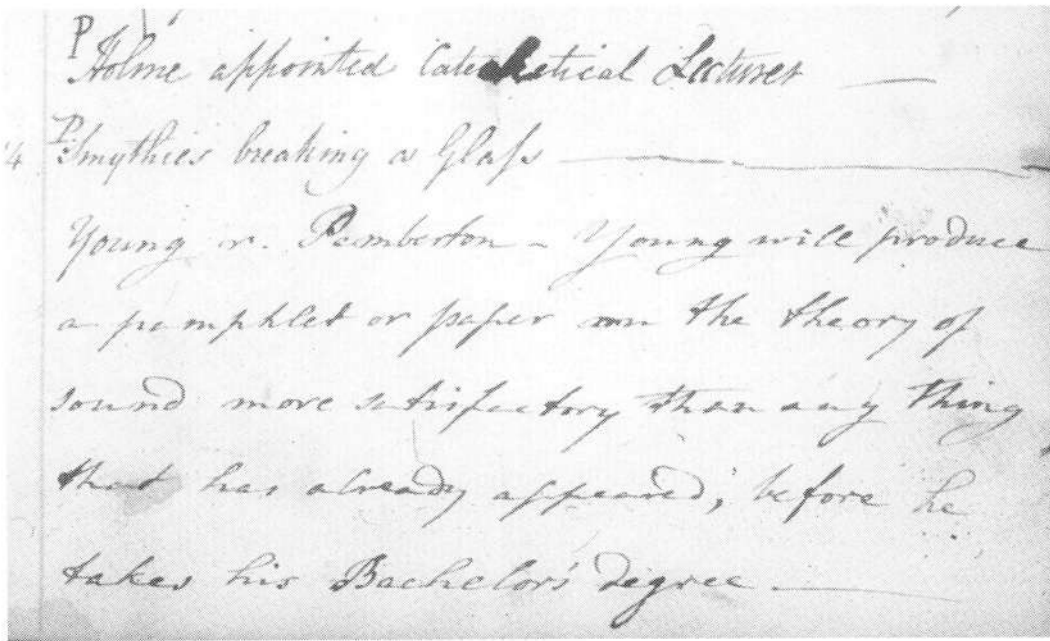 P Holme appointed Catechetical Lecturer —
14 P. Smythies breaking a Glaſs —
Young v. Pemberton – Young will produce
a pamphlet or paper on the theory of
sound more satisfactory than any thing
that has already appeared, before he
takes his Bachelor's degree —